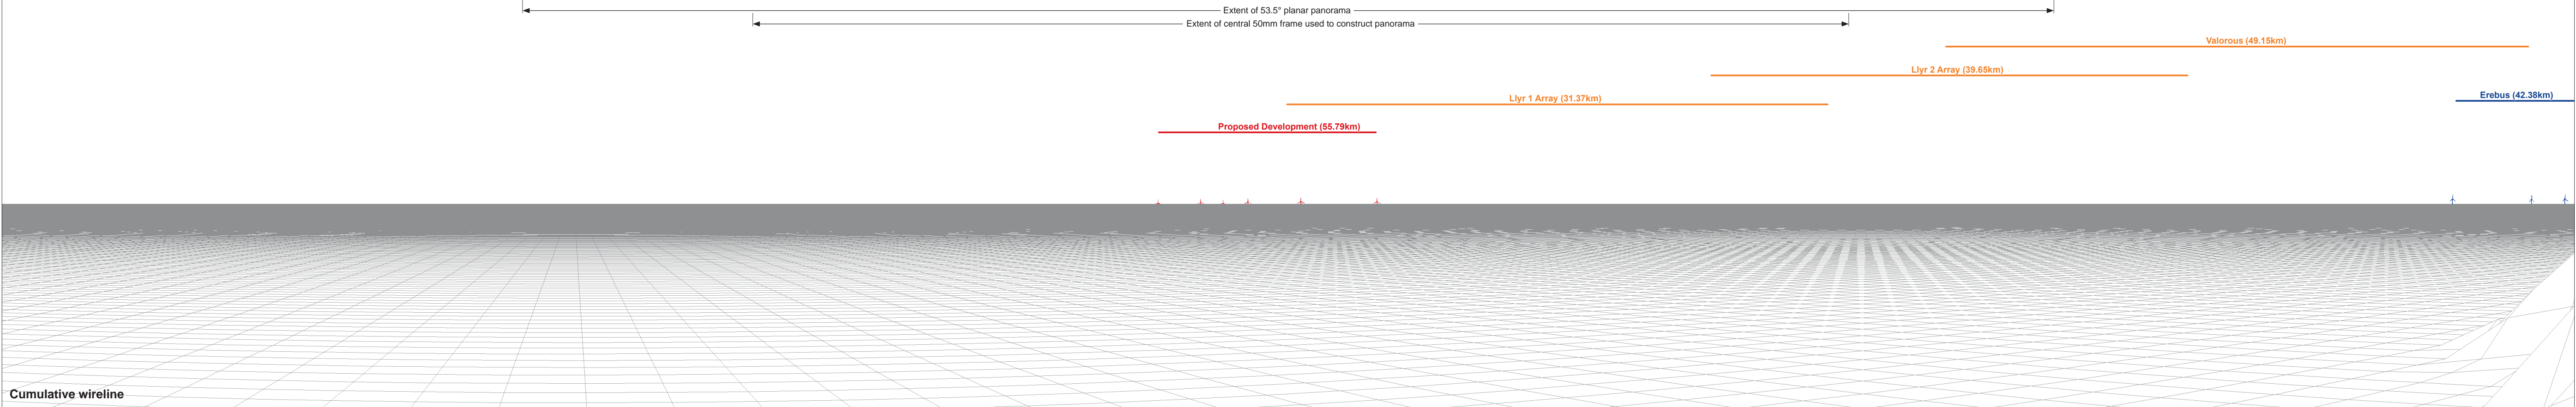 Extent of 53.5° planar panorama
Extent of central 50mm frame used to construct panorama
Valorous (49.15km)
Llyr 2 Array (39.65km)
Erebus (42.38km)
Llyr 1 Array (31.37km)
Proposed Development (55.79km)
Cumulative wireline